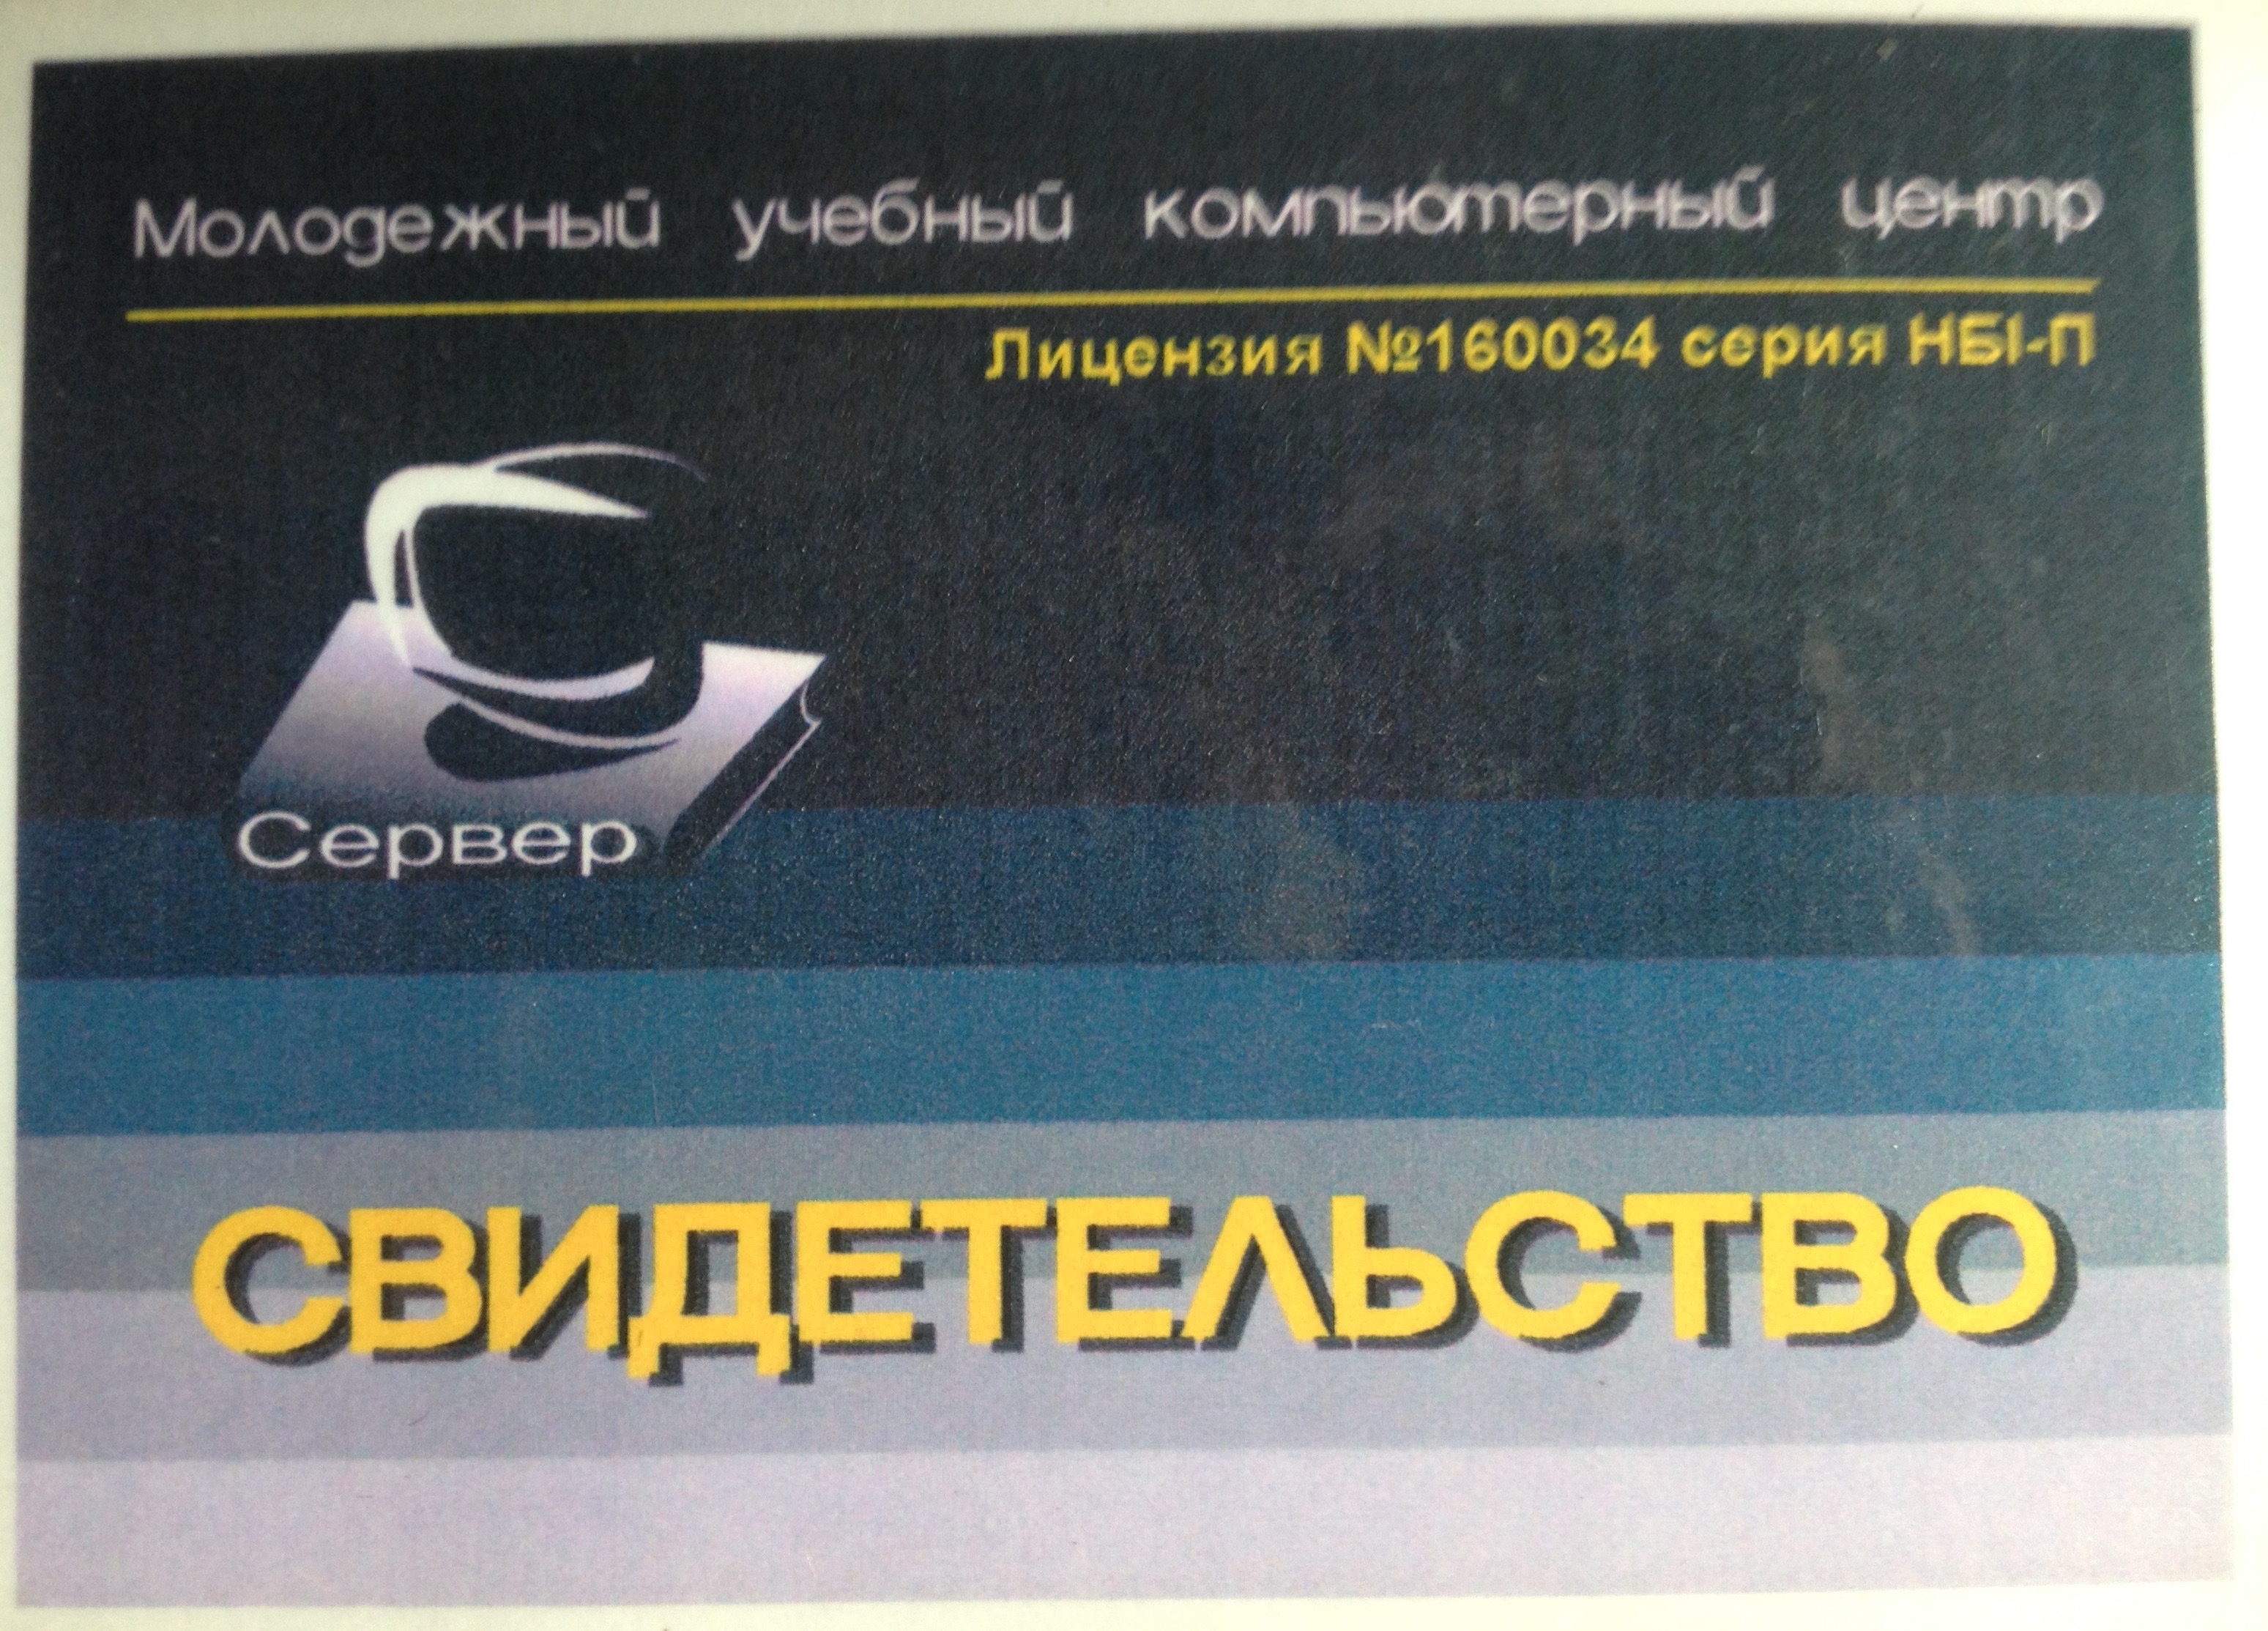 Молодежный учебный компьютерный центр
Лицензия №160034 серия НБІ-П
Сервер
СВИДЕТЕЛЬСТВО